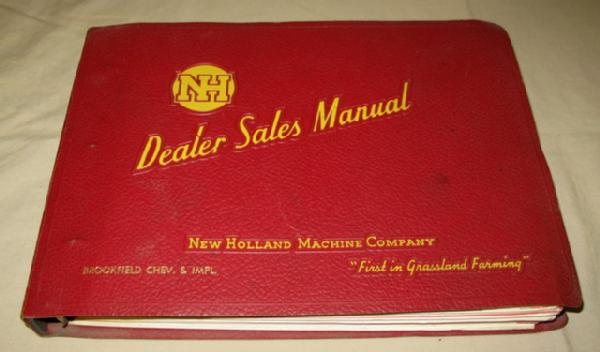 NH
Dealer Sales Manual
NEW HOLLAND MACHINE COMPANY
BROOKFIELD CHEV. & IMPL.
"First in Grassland Farming"